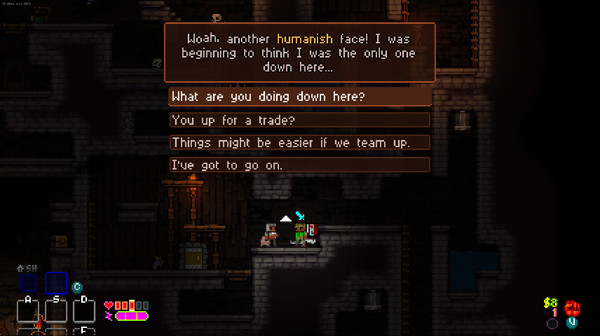 Woah, another humanish face! I was
beginning to think I was the only one
down here...
What are you doing down here?
You up for a trade?
Things might be easier if we team up.
I've got to go on.
C
A S D
F
$8
1
V